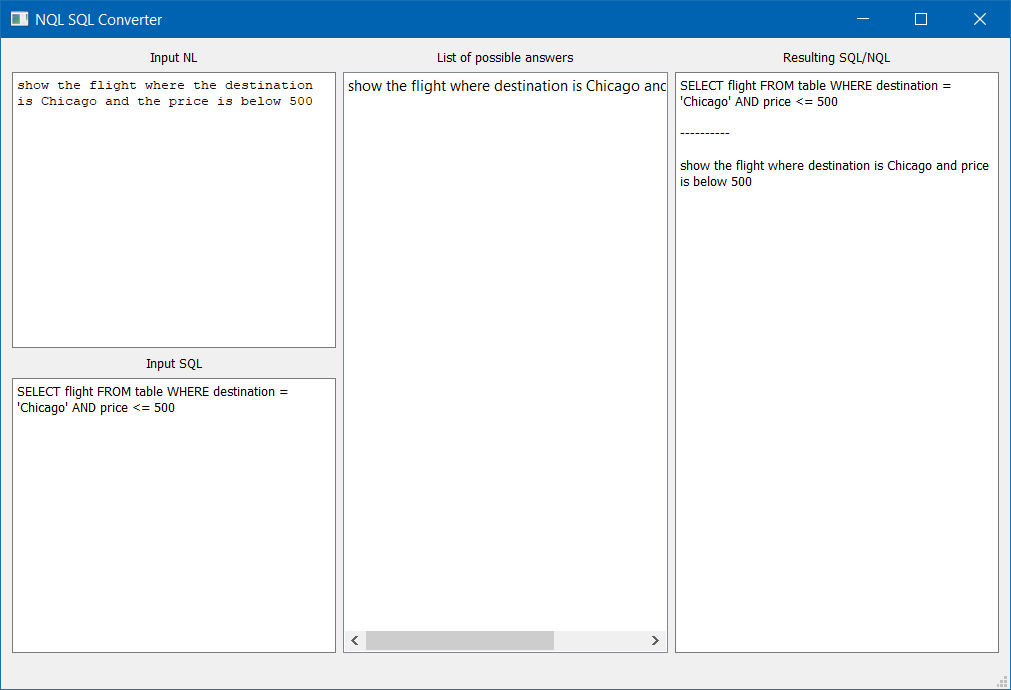 NQL SQL Converter
Input NL
show the flight where the destination
is Chicago and the price is below 500
Input SQL
SELECT flight FROM table WHERE destination =
'Chicago' AND price <= 500
List of possible answers
show the flight where destination is Chicago anc
Resulting SQL/NQL
SELECT flight FROM table WHERE destination =
'Chicago' AND price <= 500
----------
show the flight where destination is Chicago and price
is below 500